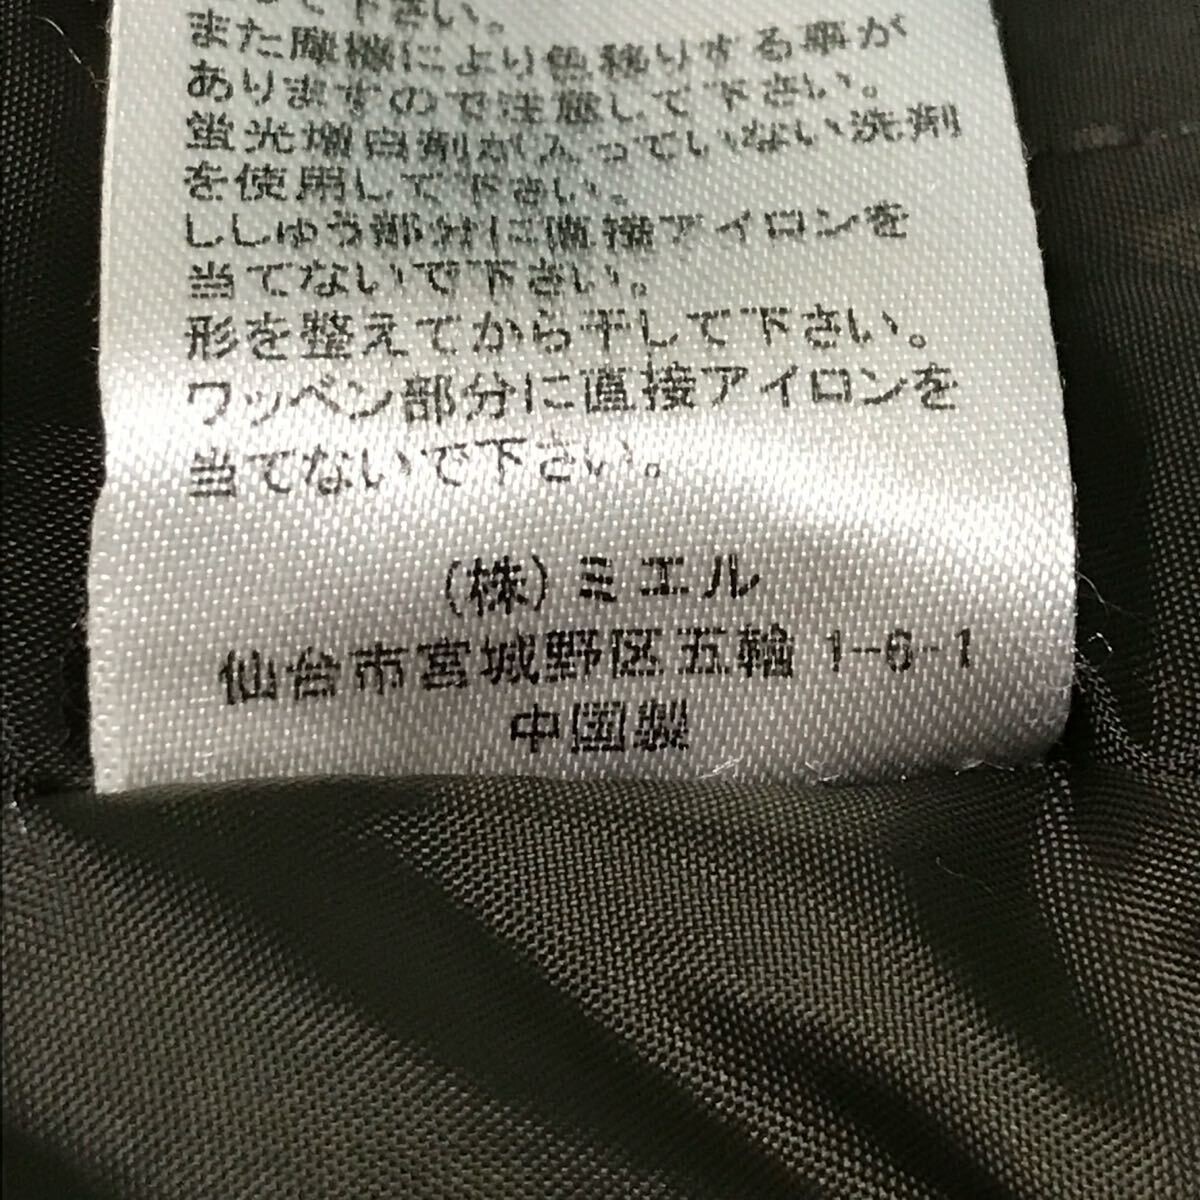 して下さい。
また摩擦により色移りする事が
ありますので注意して下さい。
蛍光増白剤が入っていない洗剤
を使用して下さい。
ししゅう部分に直接アイロンを
当てないで下さい。
形を整えてから干して下さい。
ワッペン部分に直接アイロンを
当てないで下さい。
(株)ミエル
仙台市宮城野区五輪 1-6-1
中国製